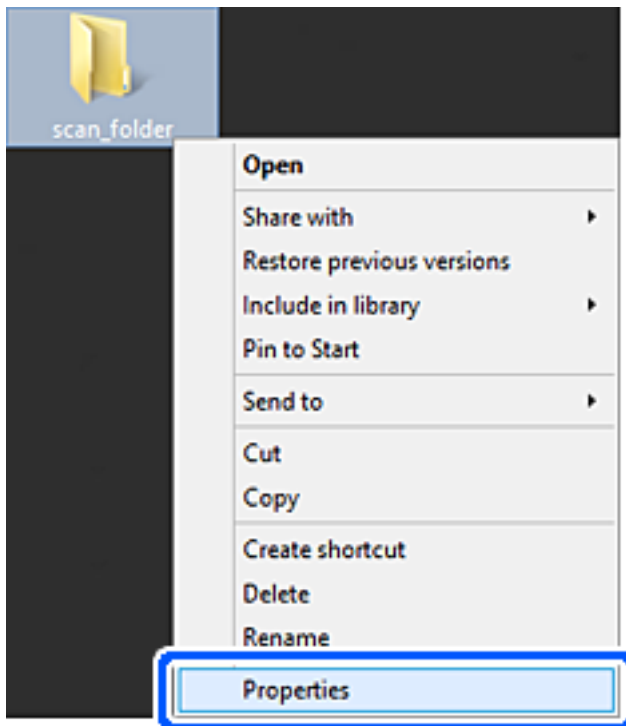 scan_folder
Open
Share with
Restore previous versions
Include in library
Pin to Start
Send to
Cut
Copy
Create shortcut
Delete
Rename
Properties